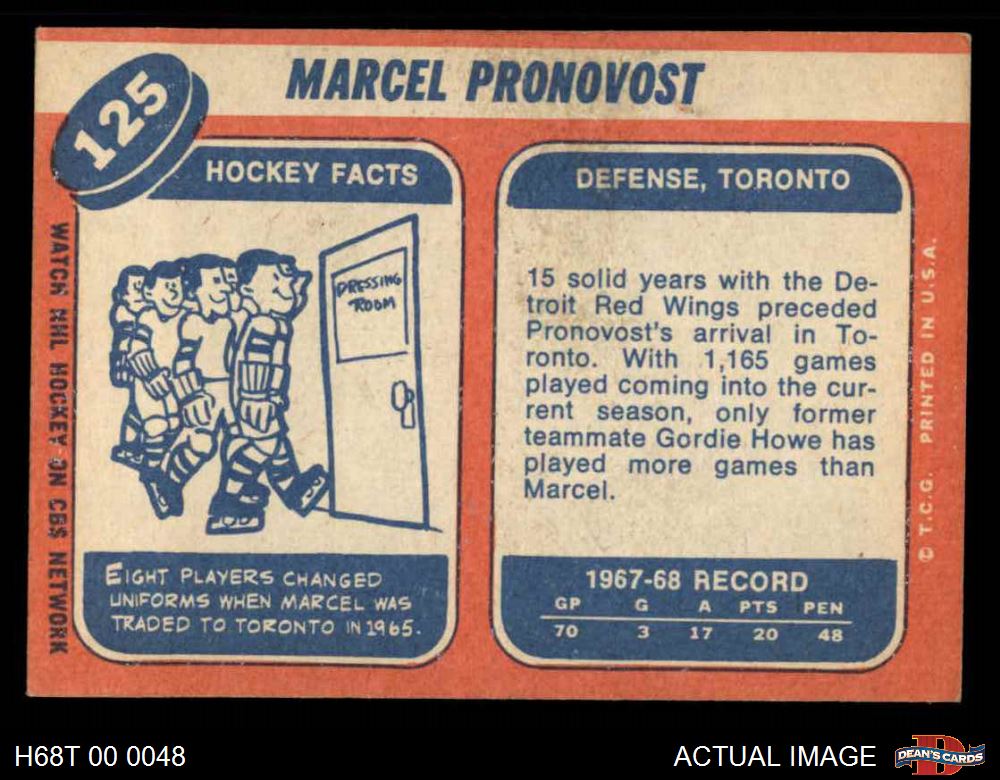 125
MARCEL PRONOVOST
HOCKEY FACTS
DRESSING
ROOM
EIGHT PLAYERS CHANGED
UNIFORMS WHEN MARCEL WAS
TRADED TO TORONTO IN 1965.
WATCH NHL HOCKEY ON CBS NETWORK
DEFENSE, TORONTO
15 solid years with the De-
troit Red Wings preceded
Pronovost's arrival in To-
ronto. With 1,165 games
played coming into the cur-
rent season, only former
teammate Gordie Howe has
played more games than
Marcel.
1967-68 RECORD
GP G A PTS PEN
70 3 17 20 48
© T.C.G. PRINTED IN U.S.A.
H68T 00 0048
ACTUAL IMAGE
D
DEAN'S CARDS